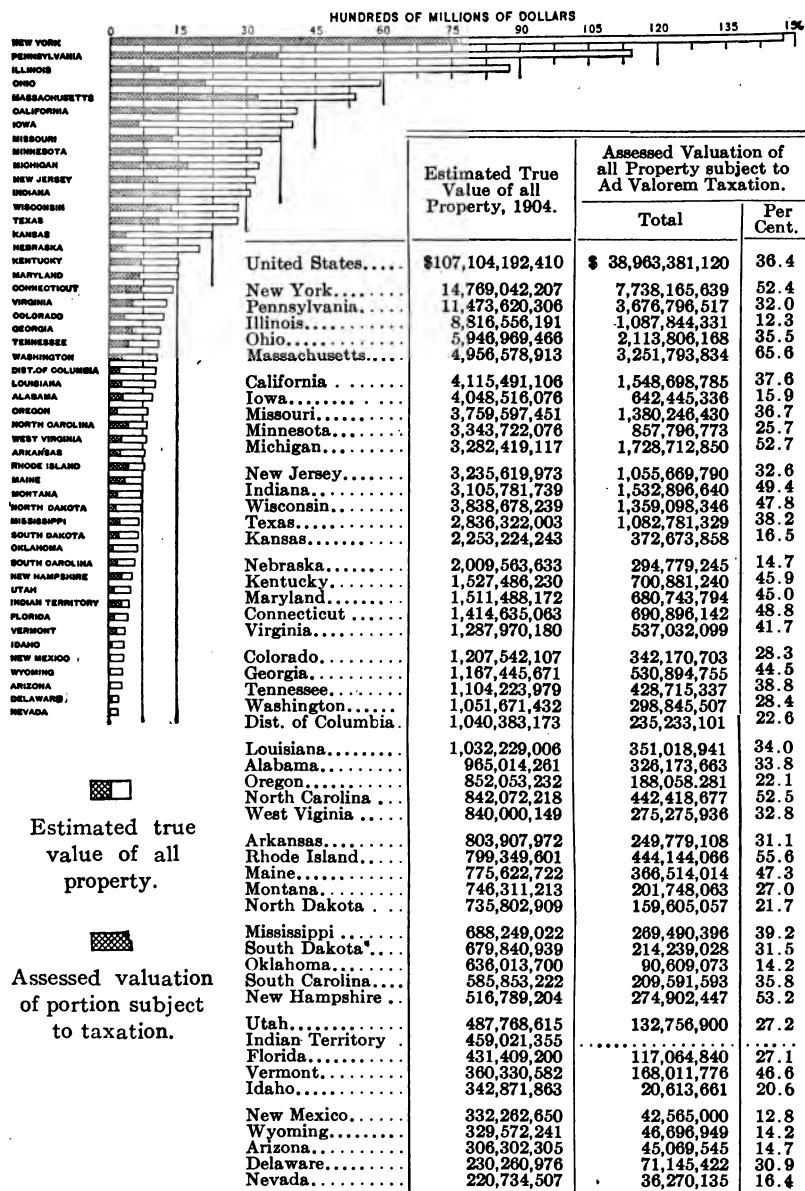 HUNDREDS OF MILLIONS OF DOLLARS
0 15 30 45 60 75 90 105 120 135 150
NEW YORK
PENNSYLVANIA
ILLINOIS
OHIO
MASSACHUSETTS
CALIFORNIA
IOWA
MISSOURI
MINNESOTA
MICHIGAN
NEW JERSEY
INDIANA
WISCONSIN
TEXAS
KANSAS
NEBRASKA
KENTUCKY
MARYLAND
CONNECTICUT
VIRGINIA
COLORADO
GEORGIA
TENNESSEE
WASHINGTON
DIST.OF COLUMBIA
LOUISIANA
ALABAMA
OREGON
NORTH CAROLINA
WEST VIRGINIA
ARKANSAS
RHODE ISLAND
MAINE
MONTANA
NORTH DAKOTA
MISSISSIPPI
SOUTH DAKOTA
OKLAHOMA
SOUTH CAROLINA
NEW HAMPSHIRE
UTAH
INDIAN TERRITORY
FLORIDA
VERMONT
IDAHO
NEW MEXICO
WYOMING
ARIZONA
DELAWARE
NEVADA
Estimated true
value of all
property.
Assessed valuation
of portion subject
to taxation.
Estimated True
Value of all
Property, 1904.
Assessed Valuation of
all Property subject to
Ad Valorem Taxation.
Total
Per
Cent.
United States..... $107,104,192,410 $ 38,963,381,120 36.4
New York........ 14,769,042,207 7,738,165,639 52.4
Pennsylvania..... 11,473,620,306 3,676,796,517 32.0
Illinois........... 8,816,556,191 1,087,844,331 12.3
Ohio............. 5,946,969,466 2,113,806,168 35.5
Massachusetts.... 4,956,578,913 3,251,793,834 65.6
California ....... 4,115,491,106 1,548,698,785 37.6
Iowa........ ... 4,048,516,076 642,445,336 15.9
Missouri.......... 3,759,597,451 1,380,246,430 36.7
Minnesota........ 3,343,722,076 857,796,773 25.7
Michigan......... 3,282,419,117 1,728,712,850 52.7
New Jersey....... 3,235,619,973 1,055,669,790 32.6
Indiana.......... 3,105,781,739 1,532,896,640 49.4
Wisconsin........ 3,838,678,239 1,359,098,346 47.8
Texas............ 2,836,322,003 1,082,781,329 38.2
Kansas........... 2,253,224,243 372,673,858 16.5
Nebraska......... 2,009,563,633 294,779,245 14.7
Kentucky......... 1,527,486,230 700,881,240 45.9
Maryland......... 1,511,488,172 680,743,794 45.0
Connecticut ...... 1,414,635,063 690,896,142 48.8
Virginia.......... 1,287,970,180 537,032,099 41.7
Colorado......... 1,207,542,107 342,170,703 28.3
Georgia.......... 1,167,445,671 530,894,755 44.5
Tennessee........ 1,104,223,979 428,715,337 38.8
Washington...... 1,051,671,432 298,845,507 28.4
Dist. of Columbia. 1,040,383,173 235,233,101 22.6
Louisiana......... 1,032,229,006 351,018,941 34.0
Alabama......... 965,014,261 326,173,663 33.8
Oregon........... 852,053,232 188,058.281 22.1
North Carolina ... 842,072,218 442,418,677 52.5
West Viginia ..... 840,000,149 275,275,936 32.8
Arkansas......... 803,907,972 249,779,108 31.1
Rhode Island..... 799,349,601 444,144,066 55.6
Maine............ 775,622,722 366,514,014 47.3
Montana......... 746,311,213 201,748,063 27.0
North Dakota ... 735,802,909 159,605,057 21.7
Mississippi ....... 688,249,022 269,490,396 39.2
South Dakota.... 679,840,939 214,239,028 31.5
Oklahoma........ 636,013,700 90,609,073 14.2
South Carolina.... 585,853,222 209,591,593 35.8
New Hampshire .. 516,789,204 274,902,447 53.2
Utah............. 487,768,615 132,756,900 27.2
Indian Territory . 459,021,355 ..................
Florida........... 431,409,200 117,064,840 27.1
Vermont.......... 360,330,582 168,011,776 46.6
Idaho............ 342,871,863 20,613,661 20.6
New Mexico...... 332,262,650 42,565,000 12.8
Wyoming......... 329,572,241 46,696,949 14.2
Arizona.......... 306,302,305 45,069,545 14.7
Delaware......... 230,260,976 71,145,422 30.9
Nevada........... 220,734,507 36,270,135 16.4